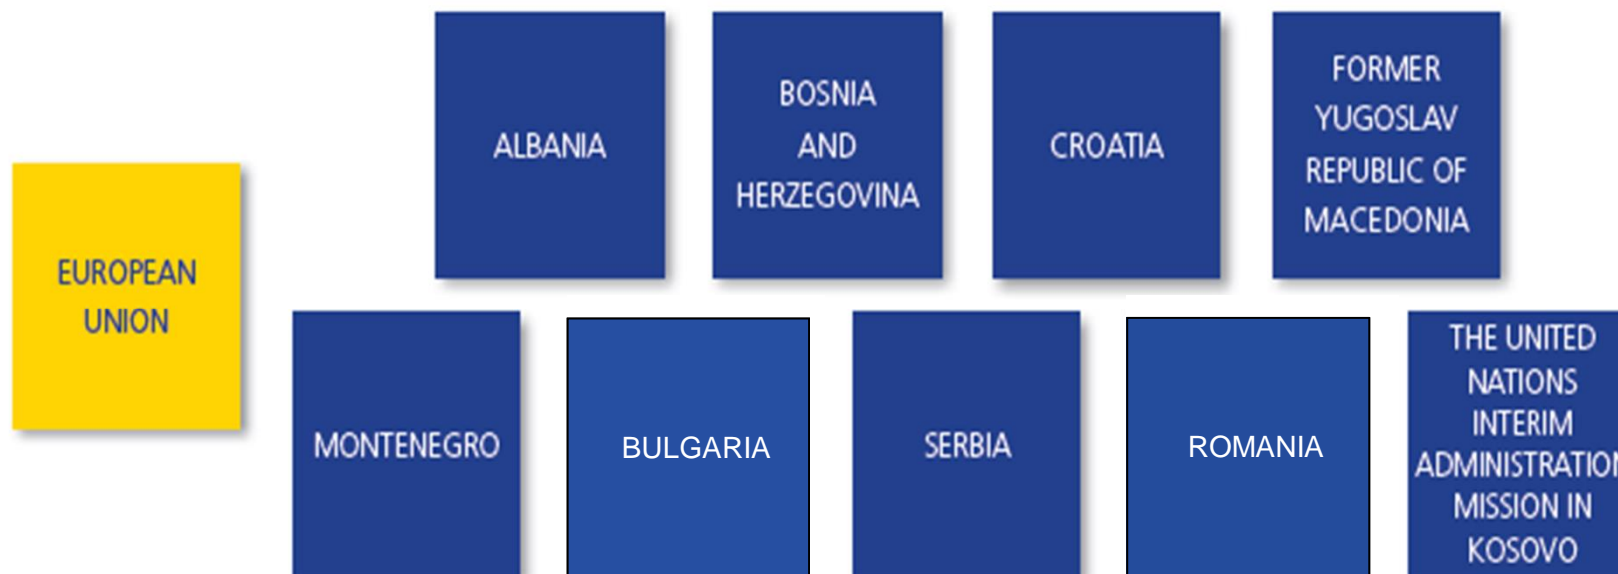 EUROPEAN
UNION
ALBANIA
BOSNIA
AND
HERZEGOVINA
CROATIA
FORMER
YUGOSLAV
REPUBLIC OF
MACEDONIA
MONTENEGRO
BULGARIA
SERBIA
ROMANIA
THE UNITED
NATIONS
INTERIM
ADMINISTRATION
MISSION IN
KOSOVO